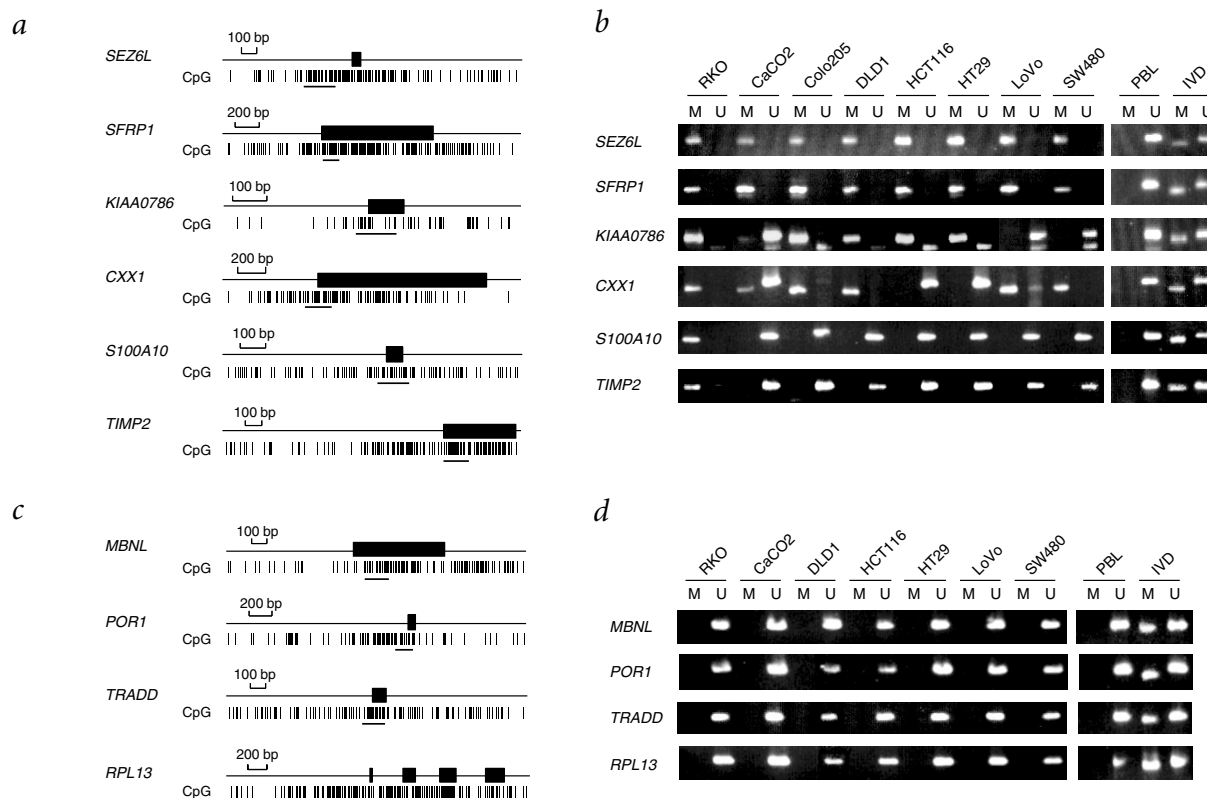 a
100 bp
SEZ6L
CpG
200 bp
SFRP1
CpG
100 bp
KIAA0786
CpG
200 bp
CXX1
CpG
100 bp
S100A10
CpG
100 bp
TIMP2
CpG
b
RKO CaCO2 Colo205 DLD1 HCT116 HT29 LoVo SW480 PBL IVD
M U M U M U M U M U M U M U M U M U M U
SEZ6L
SFRP1
KIAA0786
CXX1
S100A10
TIMP2
c
100 bp
MBNL
CpG
200 bp
POR1
CpG
100 bp
TRADD
CpG
200 bp
RPL13
CpG
d
RKO CaCO2 DLD1 HCT116 HT29 LoVo SW480 PBL IVD
M U M U M U M U M U M U M U M U M U
MBNL
POR1
TRADD
RPL13